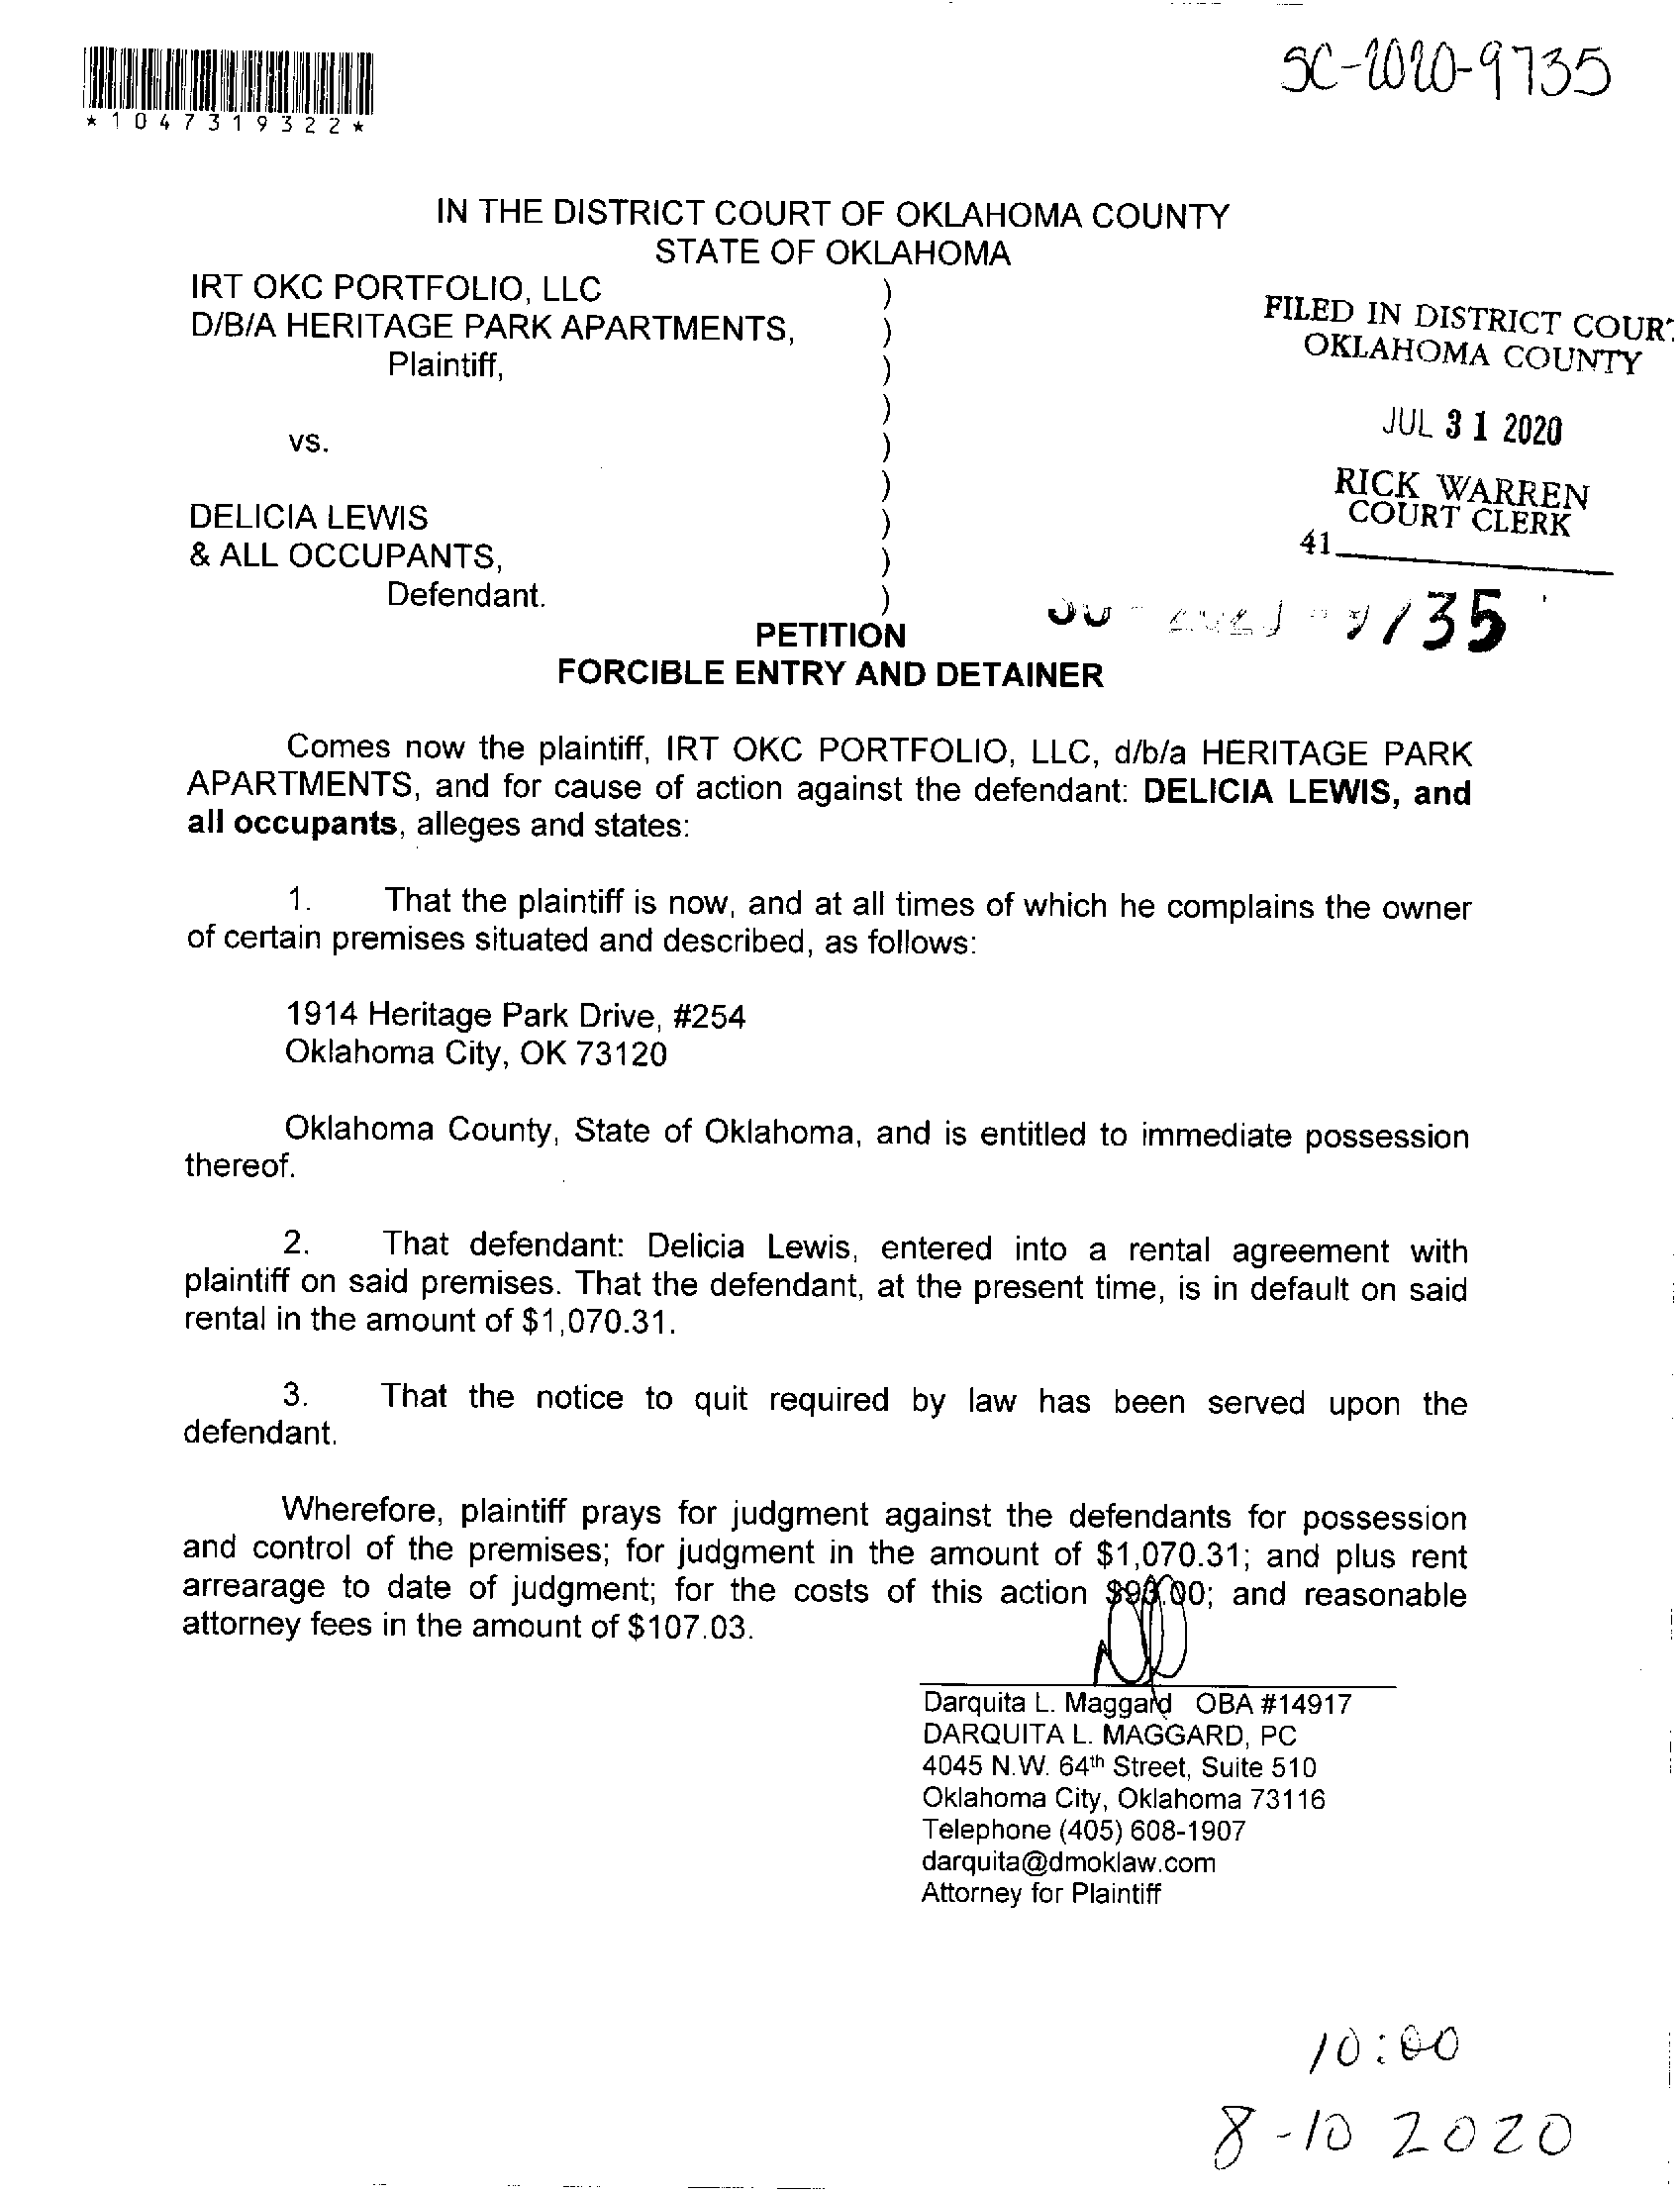 SC-2020-9735
*1047319322*
IN THE DISTRICT COURT OF OKLAHOMA COUNTY
STATE OF OKLAHOMA
IRT OKC PORTFOLIO, LLC )
D/B/A HERITAGE PARK APARTMENTS, )
Plaintiff, )
)
vs. )
)
DELICIA LEWIS )
& ALL OCCUPANTS, )
Defendant. )
FILED IN DISTRICT COUR
OKLAHOMA COUNTY
JUL 31 2020
RICK WARREN
COURT CLERK
41
35
PETITION
FORCIBLE ENTRY AND DETAINER
Comes now the plaintiff, IRT OKC PORTFOLIO, LLC, d/b/a HERITAGE PARK
APARTMENTS, and for cause of action against the defendant: DELICIA LEWIS, and
all occupants, alleges and states:
1. That the plaintiff is now, and at all times of which he complains the owner
of certain premises situated and described, as follows:
1914 Heritage Park Drive, #254
Oklahoma City, OK 73120
Oklahoma County, State of Oklahoma, and is entitled to immediate possession
thereof.
2. That defendant: Delicia Lewis, entered into a rental agreement with
plaintiff on said premises. That the defendant, at the present time, is in default on said
rental in the amount of $1,070.31.
3. That the notice to quit required by law has been served upon the
defendant.
Wherefore, plaintiff prays for judgment against the defendants for possession
and control of the premises; for judgment in the amount of $1,070.31; and plus rent
arrearage to date of judgment; for the costs of this action and reasonable
attorney fees in the amount of $107.03.
Darquita L. Maggard OBA #14917
DARQUITA L. MAGGARD, PC
4045 N.W. 64th Street, Suite 510
Oklahoma City, Oklahoma 73116
Telephone (405) 608-1907
darquita@dmoklaw.com
Attorney for Plaintiff
10:00
8-10 2020